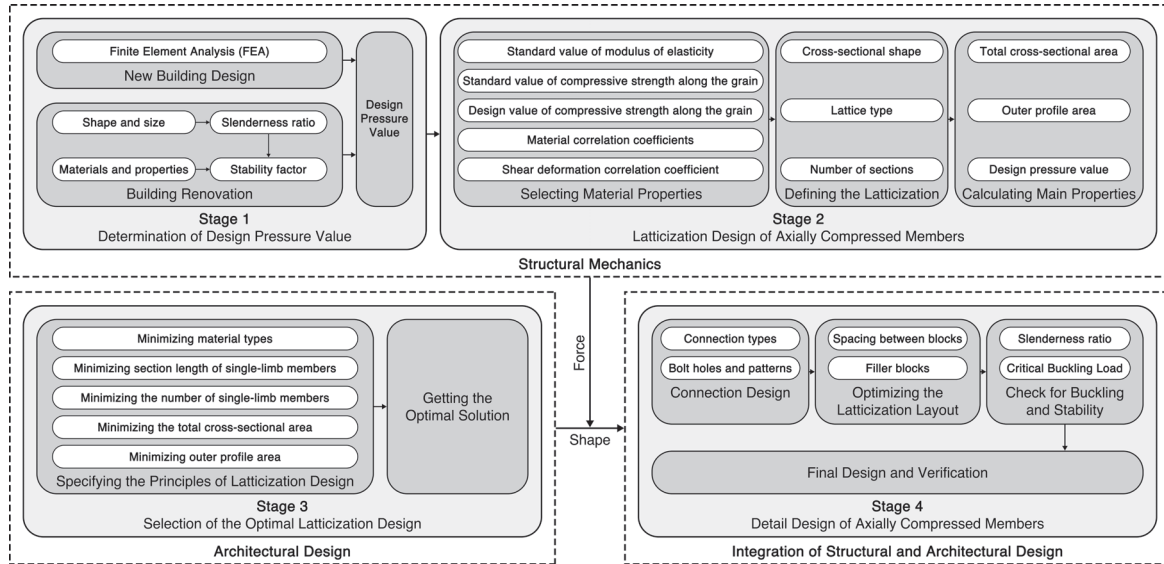 Finite Element Analysis (FEA)
New Building Design
Shape and size
Slenderness ratio
Materials and properties
Stability factor
Building Renovation
Design
Pressure
Value
Stage 1
Determination of Design Pressure Value
Standard value of modulus of elasticity
Standard value of compressive strength along the grain
Design value of compressive strength along the grain
Material correlation coefficients
Shear deformation correlation coefficient
Selecting Material Properties
Cross-sectional shape
Lattice type
Number of sections
Defining the Latticization
Total cross-sectional area
Outer profile area
Design pressure value
Calculating Main Properties
Stage 2
Latticization Design of Axially Compressed Members
Structural Mechanics
Minimizing material types
Minimizing section length of single-limb members
Minimizing the number of single-limb members
Minimizing the total cross-sectional area
Minimizing outer profile area
Specifying the Principles of Latticization Design
Getting the
Optimal Solution
Stage 3
Selection of the Optimal Latticization Design
Architectural Design
Force
Shape
Connection types
Bolt holes and patterns
Connection Design
Spacing between blocks
Filler blocks
Optimizing the
Latticization Layout
Slenderness ratio
Critical Buckling Load
Check for Buckling
and Stability
Final Design and Verification
Stage 4
Detail Design of Axially Compressed Members
Integration of Structural and Architectural Design